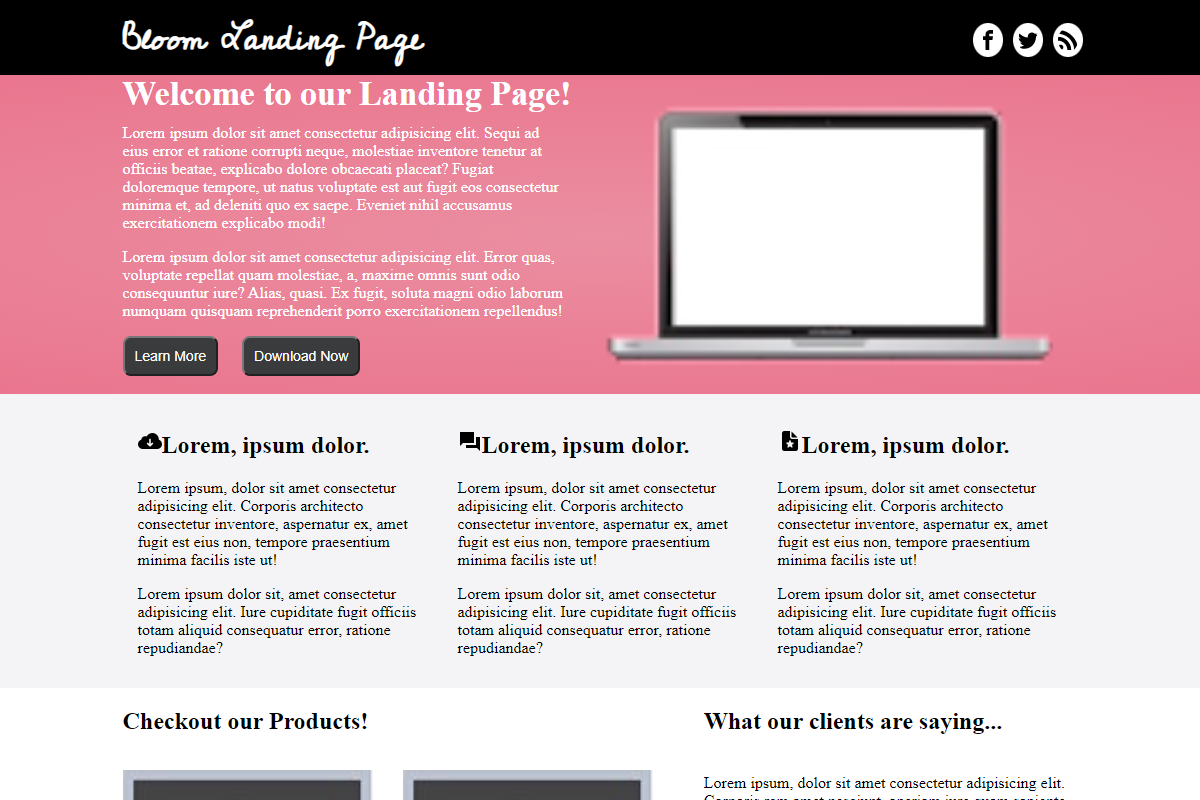 Bloom Landing Page
Welcome to our Landing Page!
Lorem ipsum dolor sit amet consectetur adipisicing elit. Sequi ad
eius error et ratione corrupti neque, molestiae inventore tenetur at
officiis beatae, explicabo dolore obcaecati placeat? Fugiat
doloremque tempore, ut natus voluptate est aut fugit eos consectetur
minima et, ad deleniti quo ex saepe. Eveniet nihil accusamus
exercitationem explicabo modi!
Lorem ipsum dolor sit amet consectetur adipisicing elit. Error quas,
voluptate repellat quam molestiae, a, maxime omnis sunt odio
consequuntur iure? Alias, quasi. Ex fugit, soluta magni odio laborum
numquam quisquam reprehenderit porro exercitationem repellendus!
Learn More
Download Now
Lorem, ipsum dolor.
Lorem ipsum, dolor sit amet consectetur
adipisicing elit. Corporis architecto
consectetur inventore, aspernatur ex, amet
fugit est eius non, tempore praesentium
minima facilis iste ut!
Lorem ipsum dolor sit, amet consectetur
adipisicing elit. Iure cupiditate fugit officiis
totam aliquid consequatur error, ratione
repudiandae?
Lorem, ipsum dolor.
Lorem ipsum, dolor sit amet consectetur
adipisicing elit. Corporis architecto
consectetur inventore, aspernatur ex, amet
fugit est eius non, tempore praesentium
minima facilis iste ut!
Lorem ipsum dolor sit, amet consectetur
adipisicing elit. Iure cupiditate fugit officiis
totam aliquid consequatur error, ratione
repudiandae?
Lorem, ipsum dolor.
Lorem ipsum, dolor sit amet consectetur
adipisicing elit. Corporis architecto
consectetur inventore, aspernatur ex, amet
fugit est eius non, tempore praesentium
minima facilis iste ut!
Lorem ipsum dolor sit, amet consectetur
adipisicing elit. Iure cupiditate fugit officiis
totam aliquid consequatur error, ratione
repudiandae?
Checkout our Products!
What our clients are saying...
Lorem ipsum, dolor sit amet consectetur adipisicing elit.